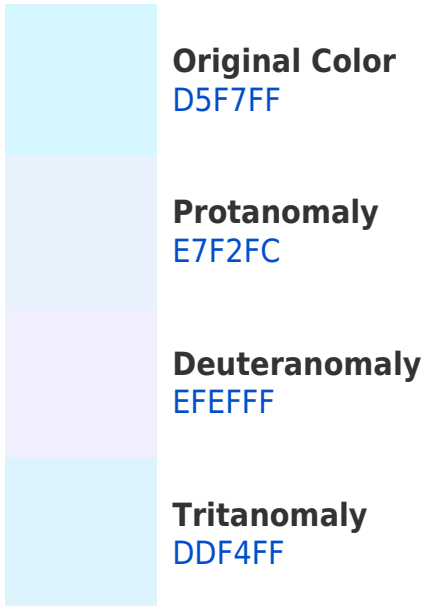 Original Color
D5F7FF
Protanomaly
E7F2FC
Deuteranomaly
EFEFFF
Tritanomaly
DDF4FF